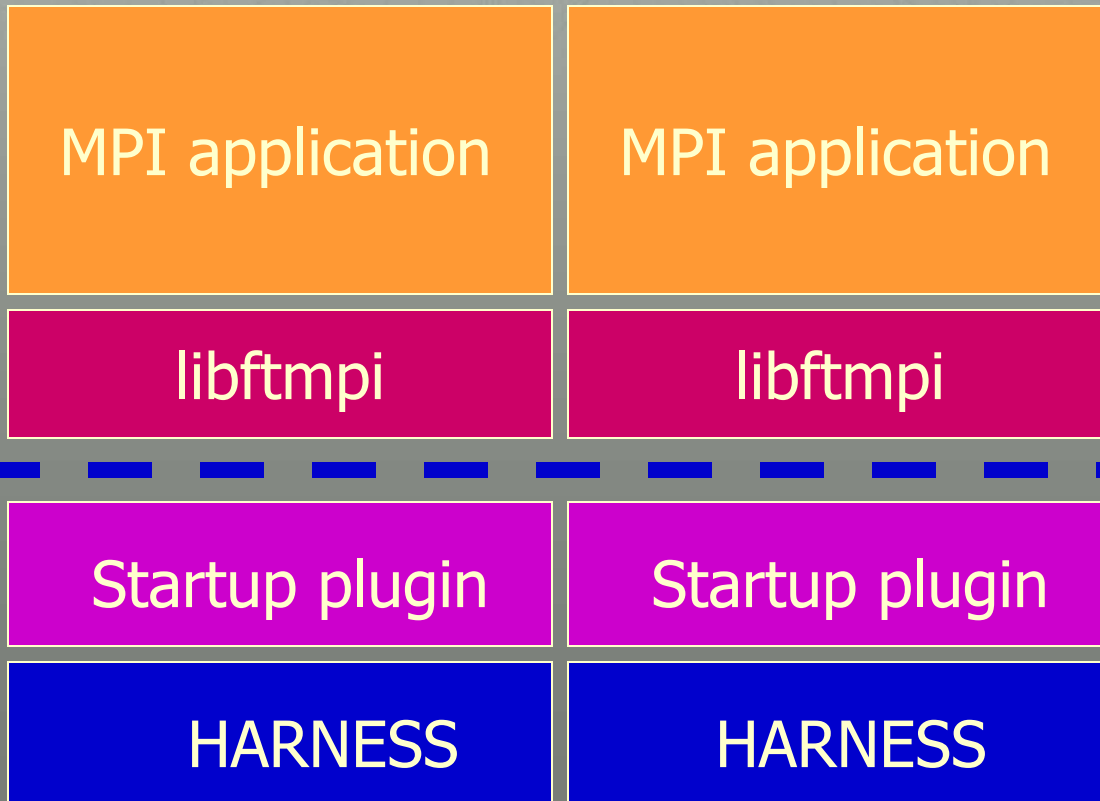 MPI application
MPI application
libftmpi
libftmpi
Startup plugin
Startup plugin
HARNESS
HARNESS